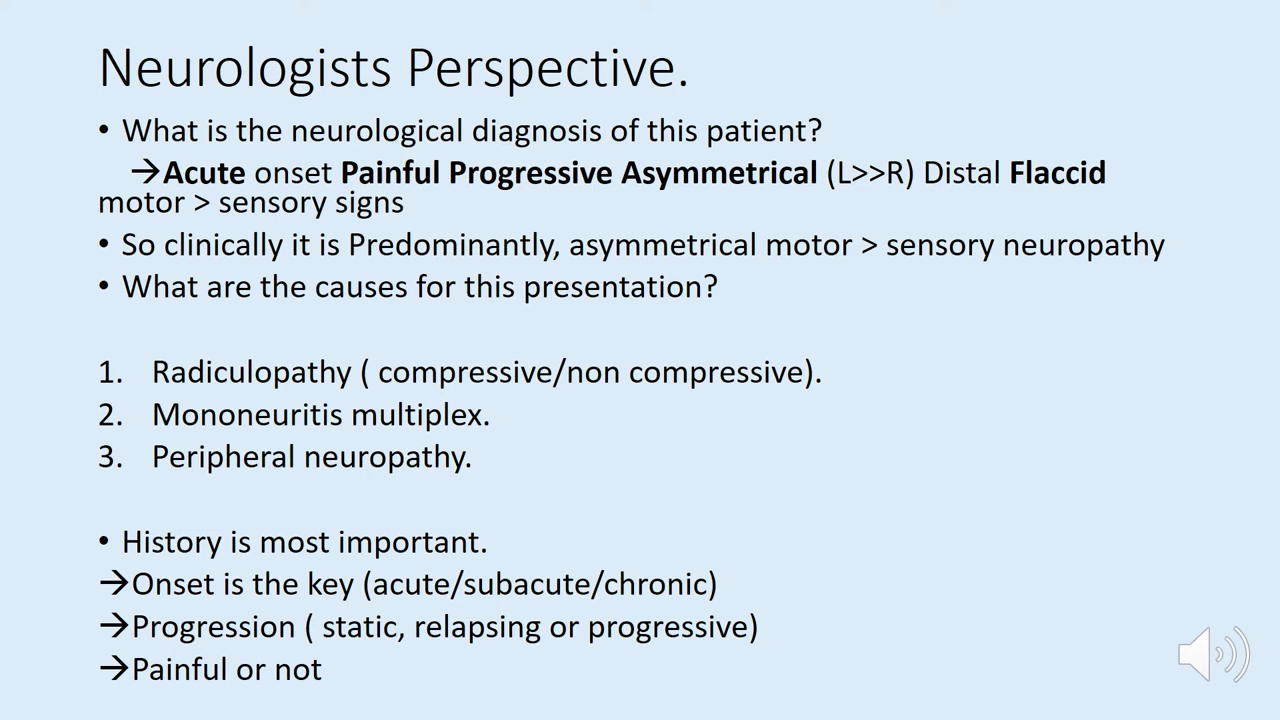 Neurologists Perspective.
• What is the neurological diagnosis of this patient?
→Acute onset Painful Progressive Asymmetrical (L>>R) Distal Flaccid
motor > sensory signs
• So clinically it is Predominantly, asymmetrical motor > sensory neuropathy
• What are the causes for this presentation?
1. Radiculopathy ( compressive/non compressive).
2. Mononeuritis multiplex.
3. Peripheral neuropathy.
• History is most important.
→Onset is the key (acute/subacute/chronic)
→Progression ( static, relapsing or progressive)
→Painful or not